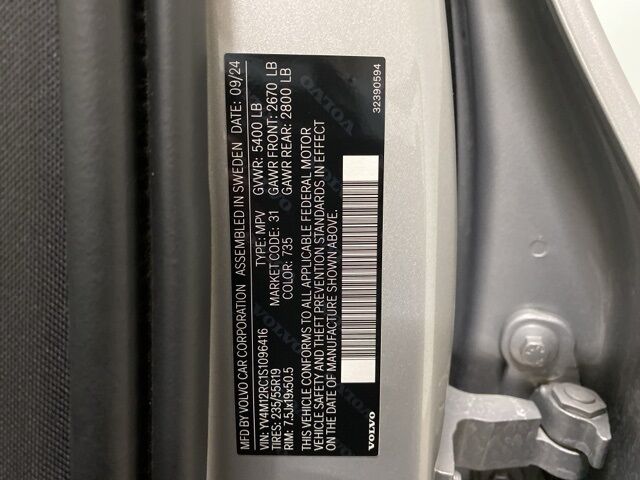 MFD BY VOLVO CAR CORPORATION ASSEMBLED IN SWEDEN DATE: 09/24
VIN: YV4M12RC1S1096416 TYPE: MPV GVWR: 5400 LB
TIRES: 235/55R19 MARKET CODE: 31 GAWR FRONT: 2670 LB
RIM: 7.5Jx19x50.5 COLOR: 735 GAWR REAR: 2800 LB
THIS VEHICLE CONFORMS TO ALL APPLICABLE FEDERAL MOTOR
VEHICLE SAFETY AND THEFT PREVENTION STANDARDS IN EFFECT
ON THE DATE OF MANUFACTURE SHOWN ABOVE.
VOLVO
32390594